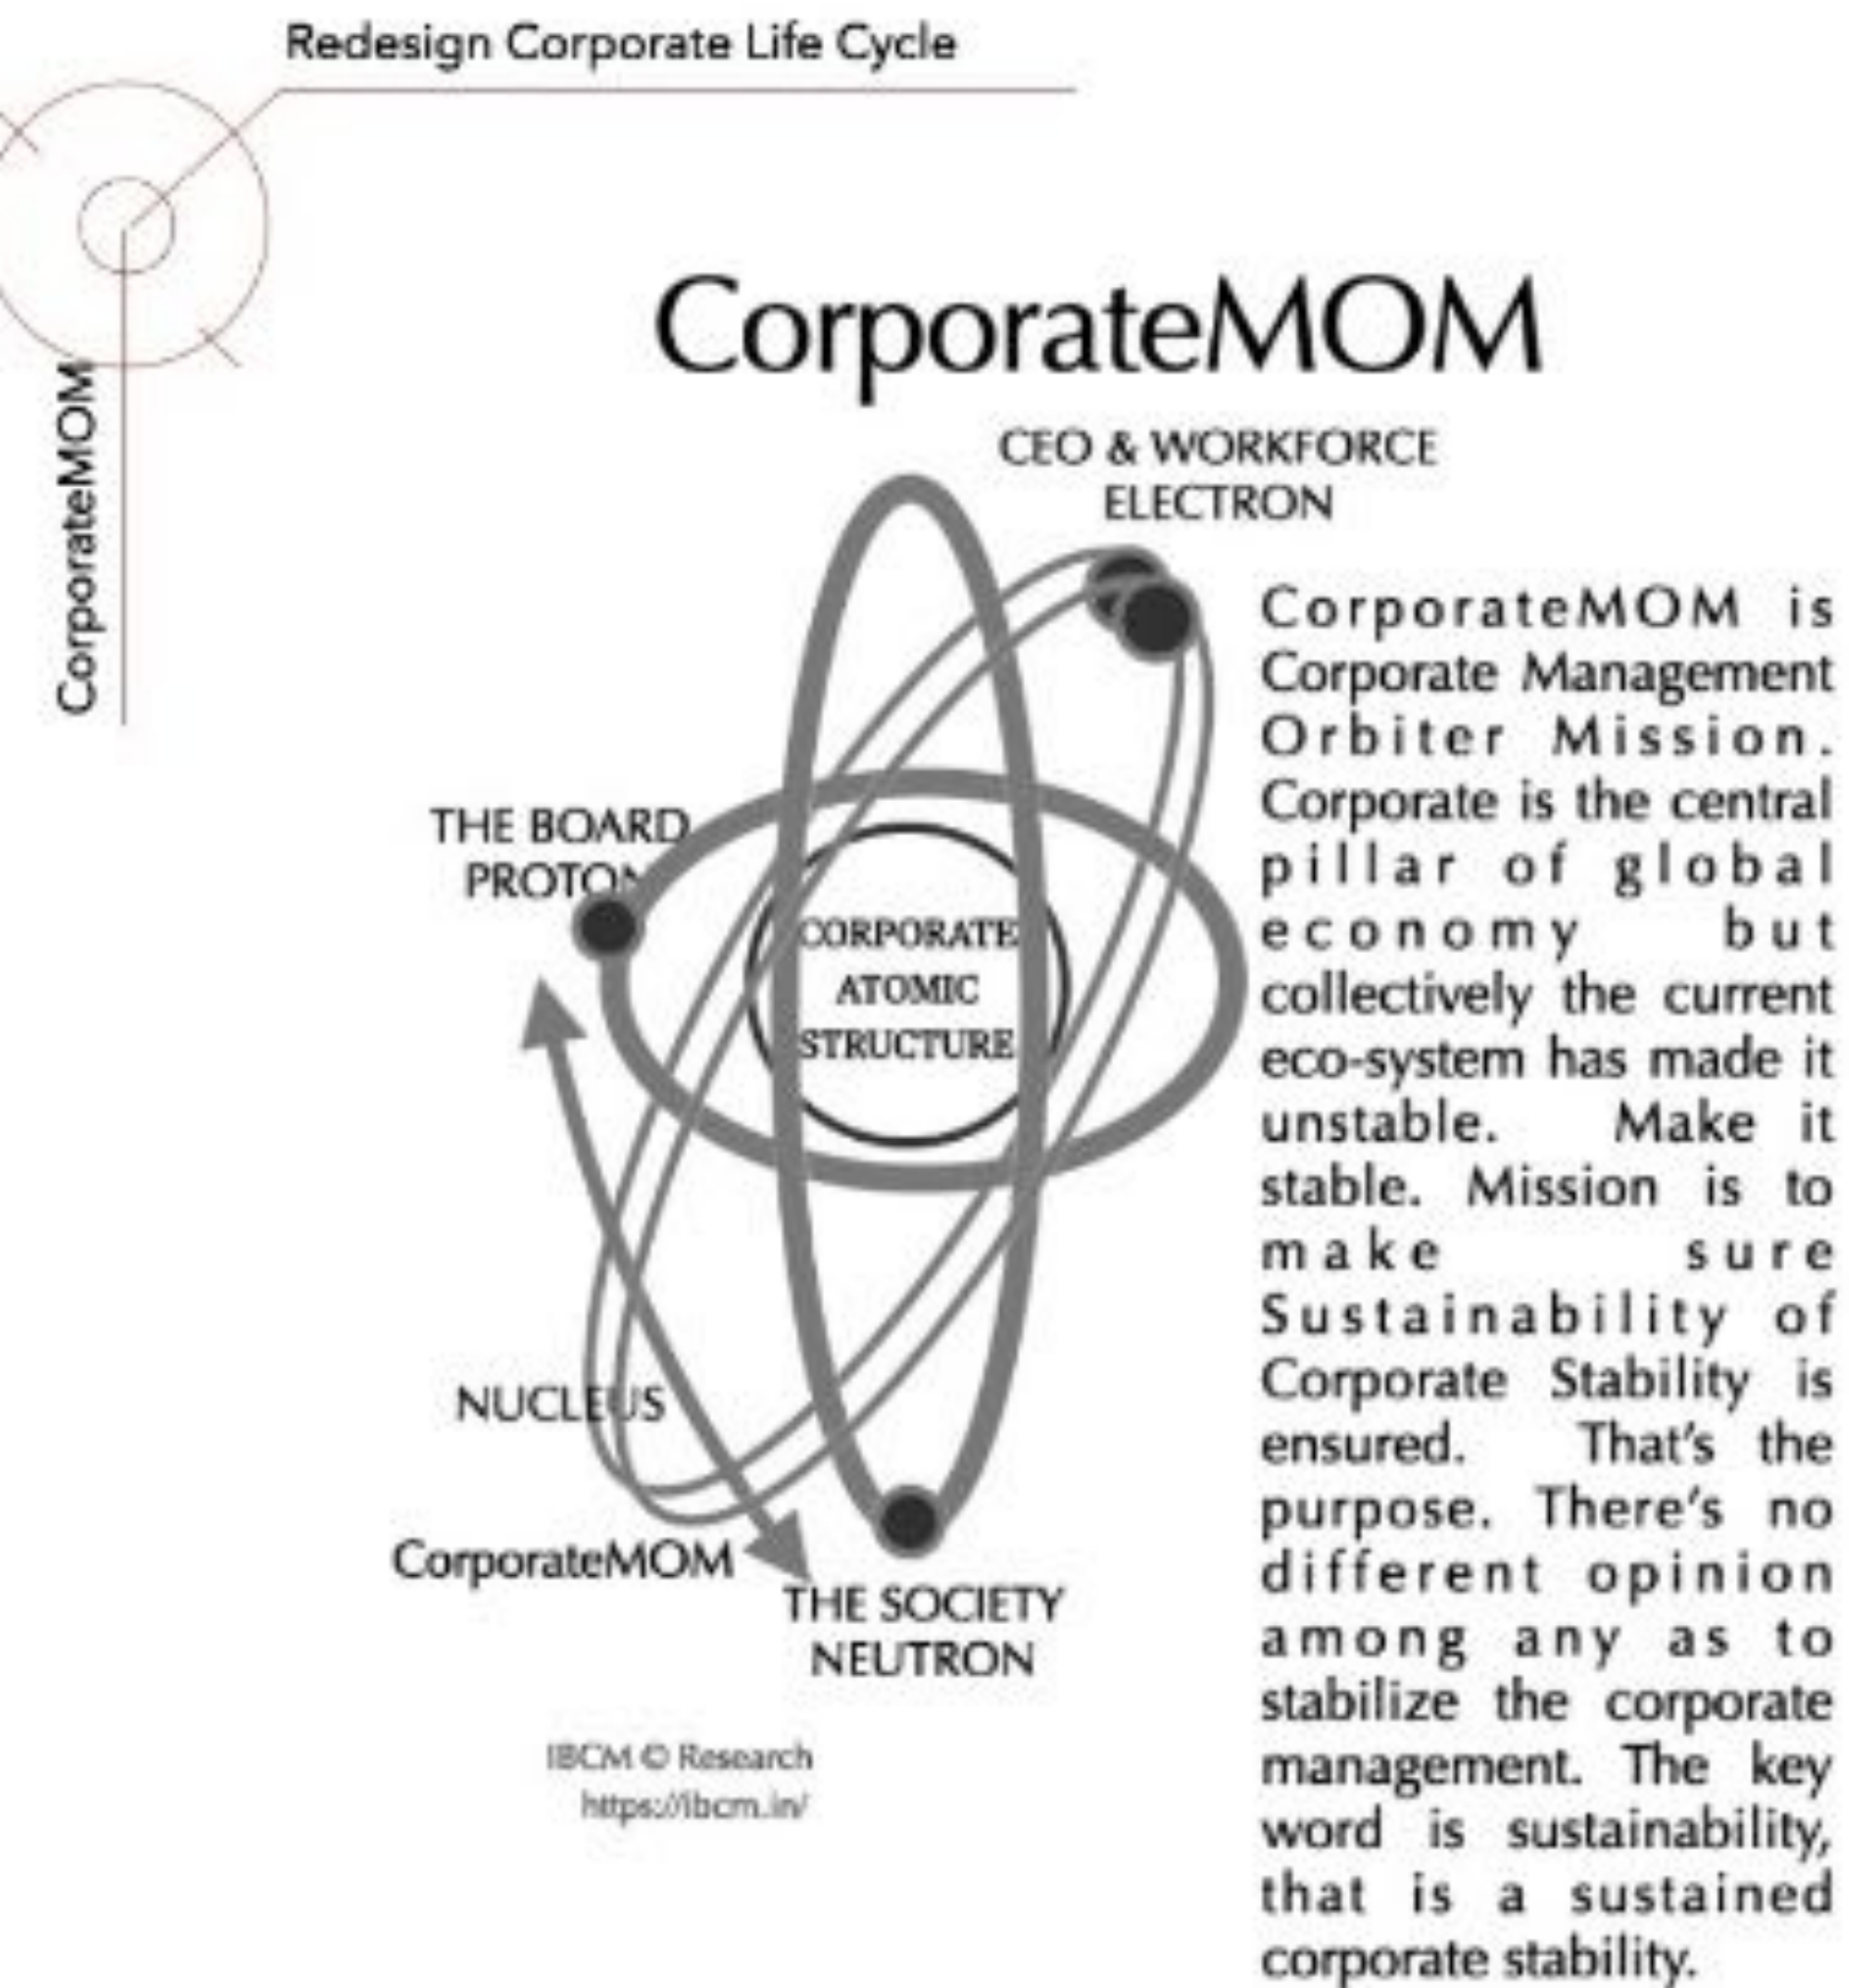 Redesign Corporate Life Cycle
CorporateMOM
CorporateMOM
CEO & WORKFORCE
ELECTRON
THE BOARD
PROTON
CORPORATE
ATOMIC
STRUCTURE
NUCLEUS
CorporateMOM
THE SOCIETY
NEUTRON
IBCM © Research
https://ibcm.in/
CorporateMOM is
Corporate Management
Orbiter Mission.
Corporate is the central
pillar of global
economy but
collectively the current
eco-system has made it
unstable. Make it
stable. Mission is to
make sure
Sustainability of
Corporate Stability is
ensured. That's the
purpose. There's no
different opinion
among any as to
stabilize the corporate
management. The key
word is sustainability,
that is a sustained
corporate stability.